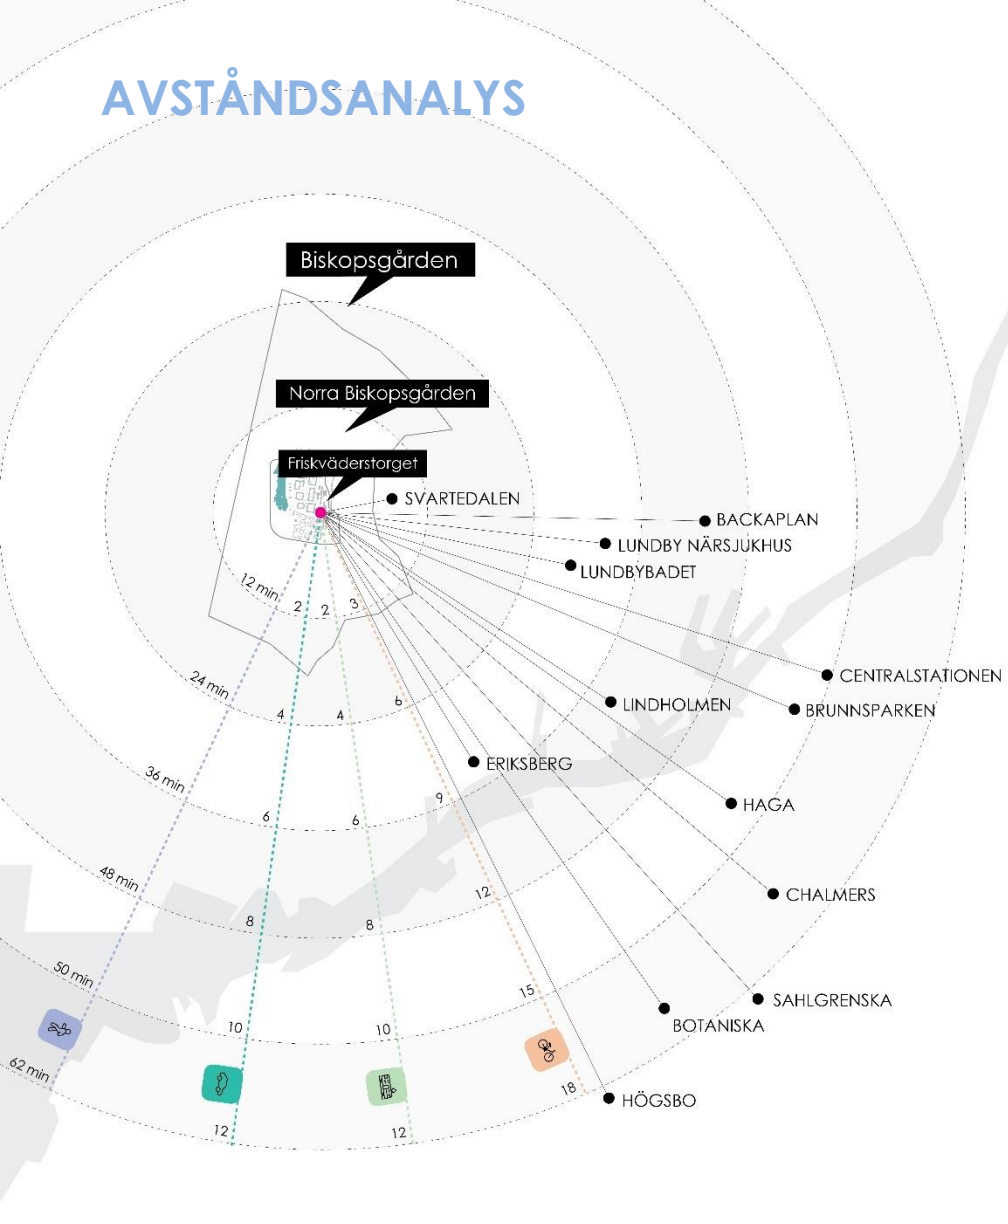 AVSTÅNDSANALYS
Biskopsgården
Norra Biskopsgården
Friskväderstorget
SVARTEDALEN
BACKAPLAN
LUNDBY NÄRSJUKHUS
LUNDBYBADET
12 min
2
2
3
CENTRALSTATIONEN
24 min
4
4
6
LINDHOLMEN
BRUNNSPARKEN
ERIKSBERG
36 min
6
6
9
HAGA
48 min
8
8
12
CHALMERS
50 min
10
10
15
SAHLGRENSKA
BOTANISKA
62 min
12
12
18
HÖGSBO